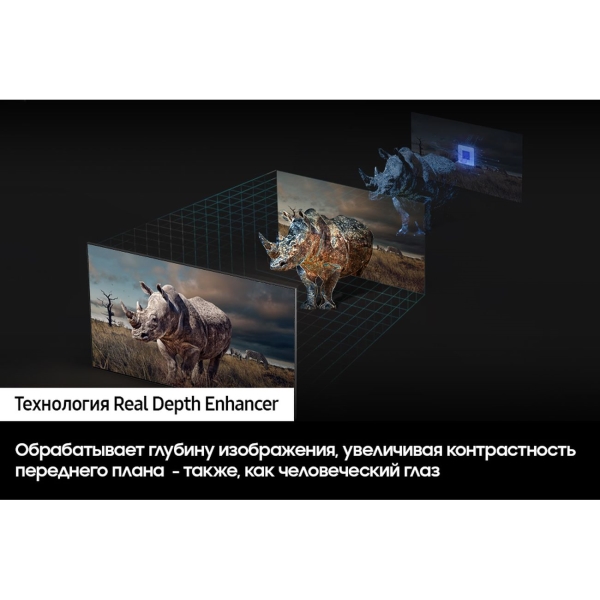 Технология Real Depth Enhancer
Обрабатывает глубину изображения, увеличивая контрастность
переднего плана - также, как человеческий глаз